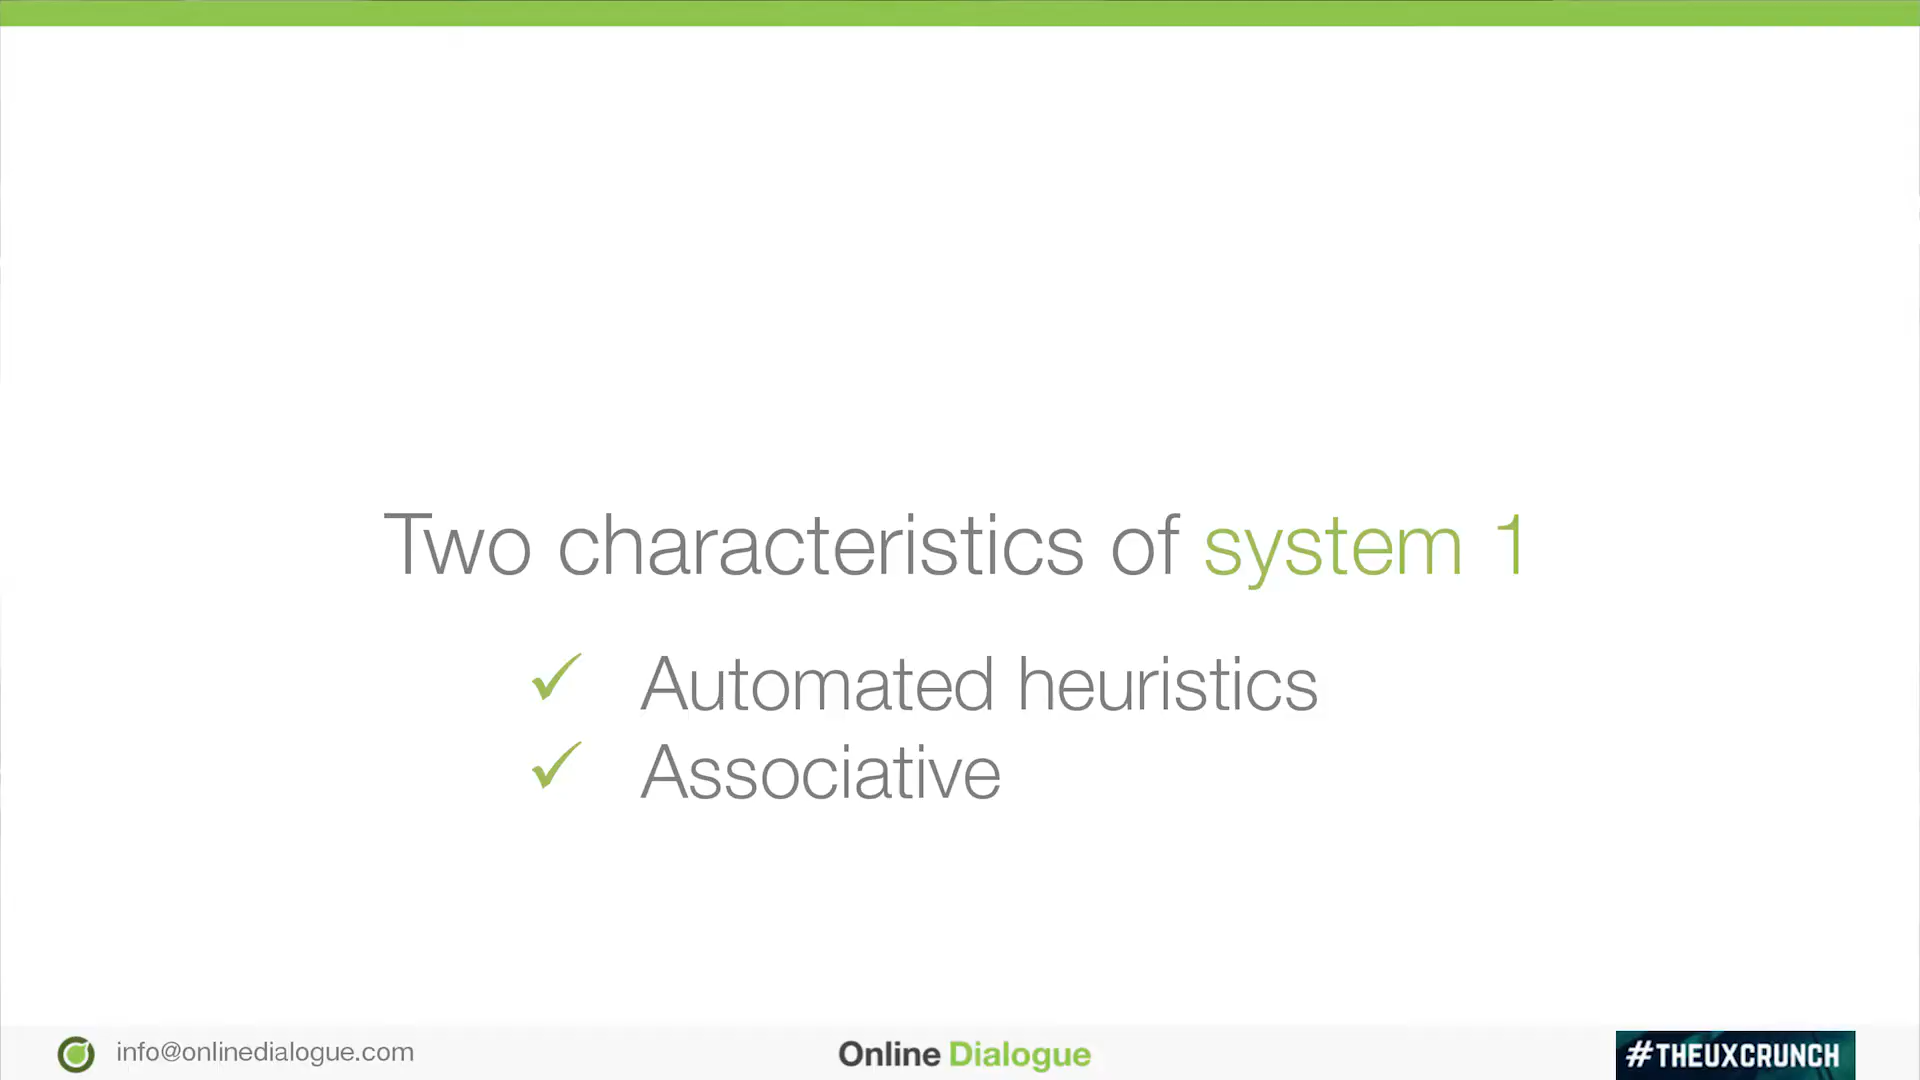 Two characteristics of system 1
✓ Automated heuristics
✓ Associative
info@onlinedialogue.com
Online Dialogue
#THEUXCRUNCH